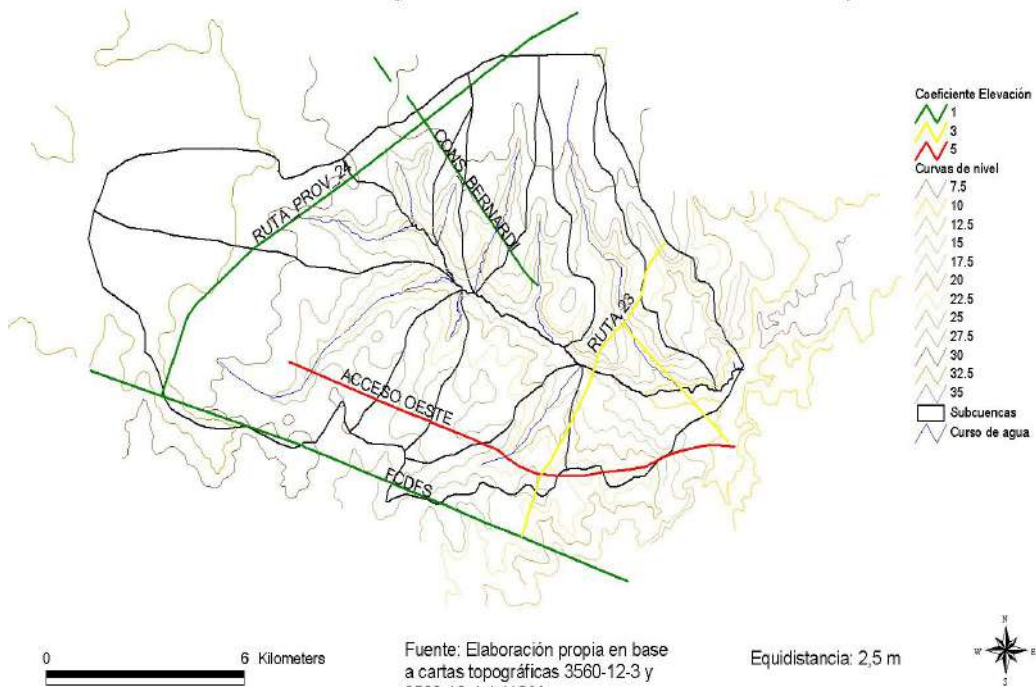 Coeficiente Elevación
1
3
5
Curvas de nivel
7.5
10
12.5
15
17.5
20
22.5
25
27.5
30
32.5
35
Subcuencas
Curso de agua
RUTA PROV. 24
CONS. BERNARDI
RUTA 23
ACCESO OESTE
FCDFS
0 6 Kilometers
Fuente: Elaboración propia en base
a cartas topográficas 3560-12-3 y
Equidistancia: 2,5 m
N
W E
S